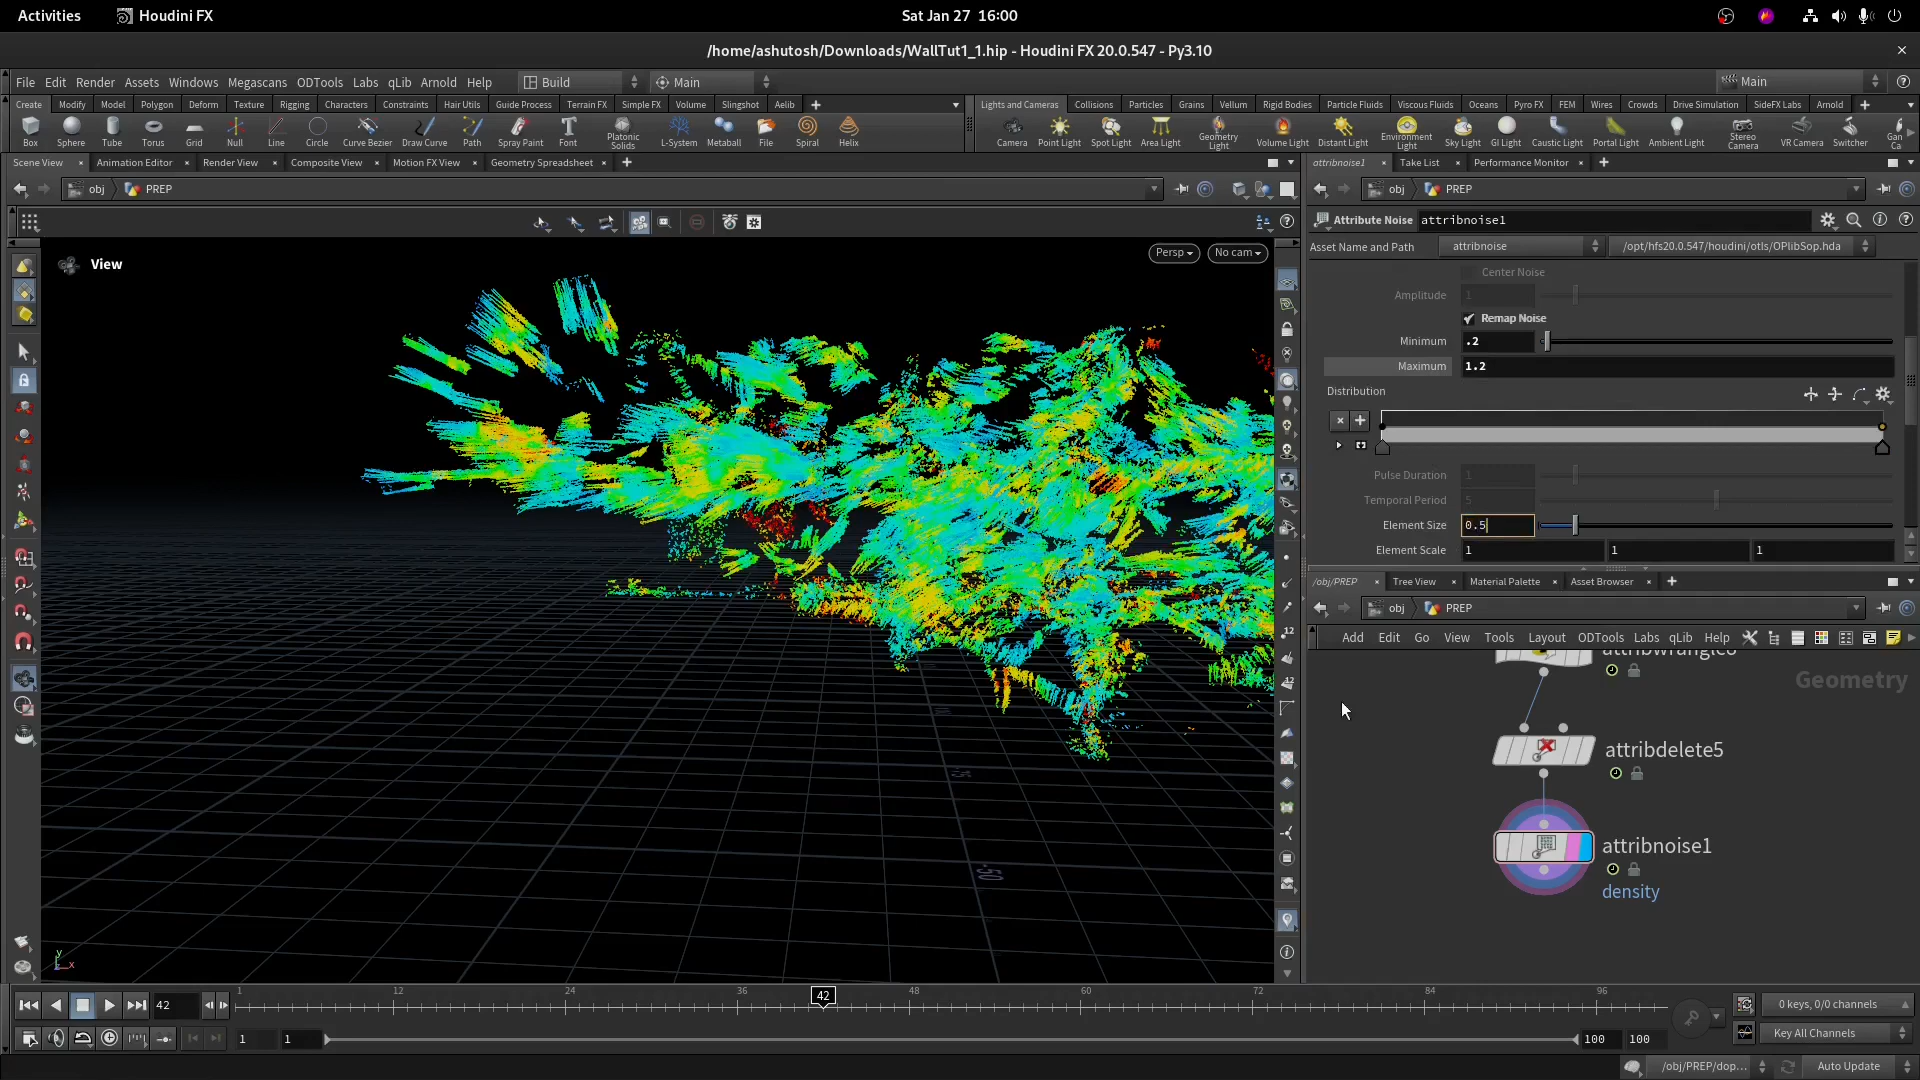 Activities
Houdini FX
Sat Jan 27 16:00
/home/ashutosh/Downloads/WallTut1_1.hip - Houdini FX 20.0.547 - Py3.10
File Edit Render Assets Windows Megascans ODTools Labs qLib Arnold Help
Build
Main
Main
Create Modify Model Polygon Deform Texture Rigging Characters Constraints Hair Utils Guide Process Terrain FX Simple FX Volume Slingshot Aelib
Lights and Cameras Collisions Particles Grains Vellum Rigid Bodies Particle Fluids Viscous Fluids Oceans Pyro FX FEM Wires Crowds Drive Simulation SideFX Labs Arnold
Box Sphere Tube Torus Grid Null Line Circle Curve Bezier Draw Curve Path Spray Paint Font Platonic Solids L-System Metaball File Spiral Helix
Camera Point Light Spot Light Area Light Geometry Light Volume Light Distant Light Environment Light Sky Light GI Light Caustic Light Portal Light Ambient Light Stereo Camera VR Camera Switcher Gan Ca
Scene View Animation Editor Render View Composite View Motion FX View Geometry Spreadsheet
attribnoise1 Take List Performance Monitor
obj PREP
obj PREP
Attribute Noise attribnoise1
Asset Name and Path attribnoise /opt/hfs20.0.547/houdini/otls/OPlibSop.hda
View
Persp
No cam
Center Noise
Amplitude 1
Remap Noise
Minimum .2
Maximum 1.2
Distribution
Pulse Duration 1
Temporal Period 5
Element Size 0.5
Element Scale 1 1 1
/obj/PREP Tree View Material Palette Asset Browser
obj PREP
Add Edit Go View Tools Layout ODTools Labs qLib Help
Geometry
attribdelete5
attribnoise1
density
50
y
x
42
1 12 24 36 42 48 60 72 84 96
0 keys, 0/0 channels
1 1 100 100
Key All Channels
/obj/PREP/dop...
Auto Update